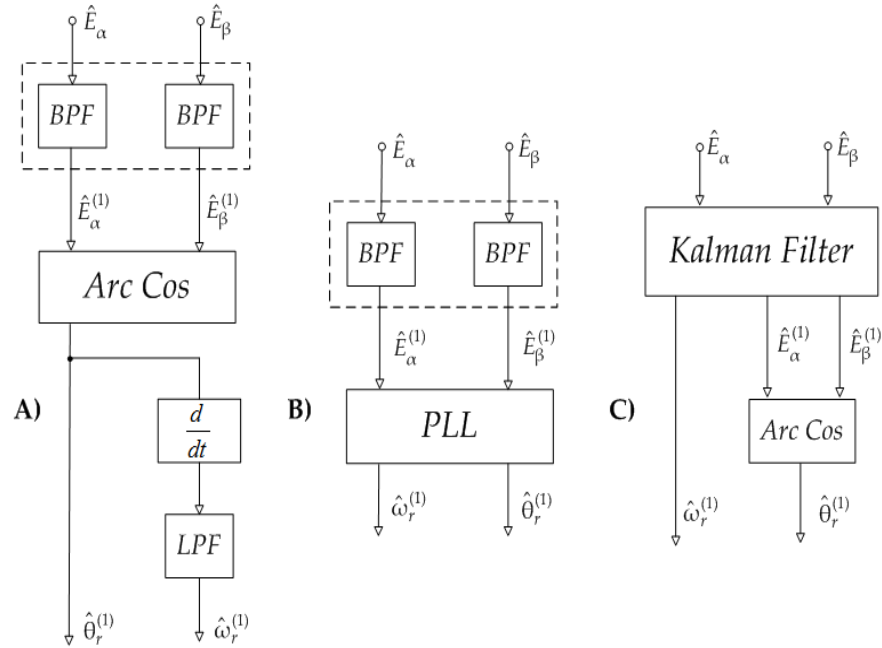 Ê_α Ê_β
BPF BPF
Ê_α^(1) Ê_β^(1)
Arc Cos
A)
d/dt
LPF
θ̂_r^(1) ω̂_r^(1)
Ê_α Ê_β
BPF BPF
Ê_α^(1) Ê_β^(1)
B)
PLL
ω̂_r^(1) θ̂_r^(1)
Ê_α Ê_β
Kalman Filter
Ê_α^(1) Ê_β^(1)
C)
Arc Cos
ω̂_r^(1) θ̂_r^(1)